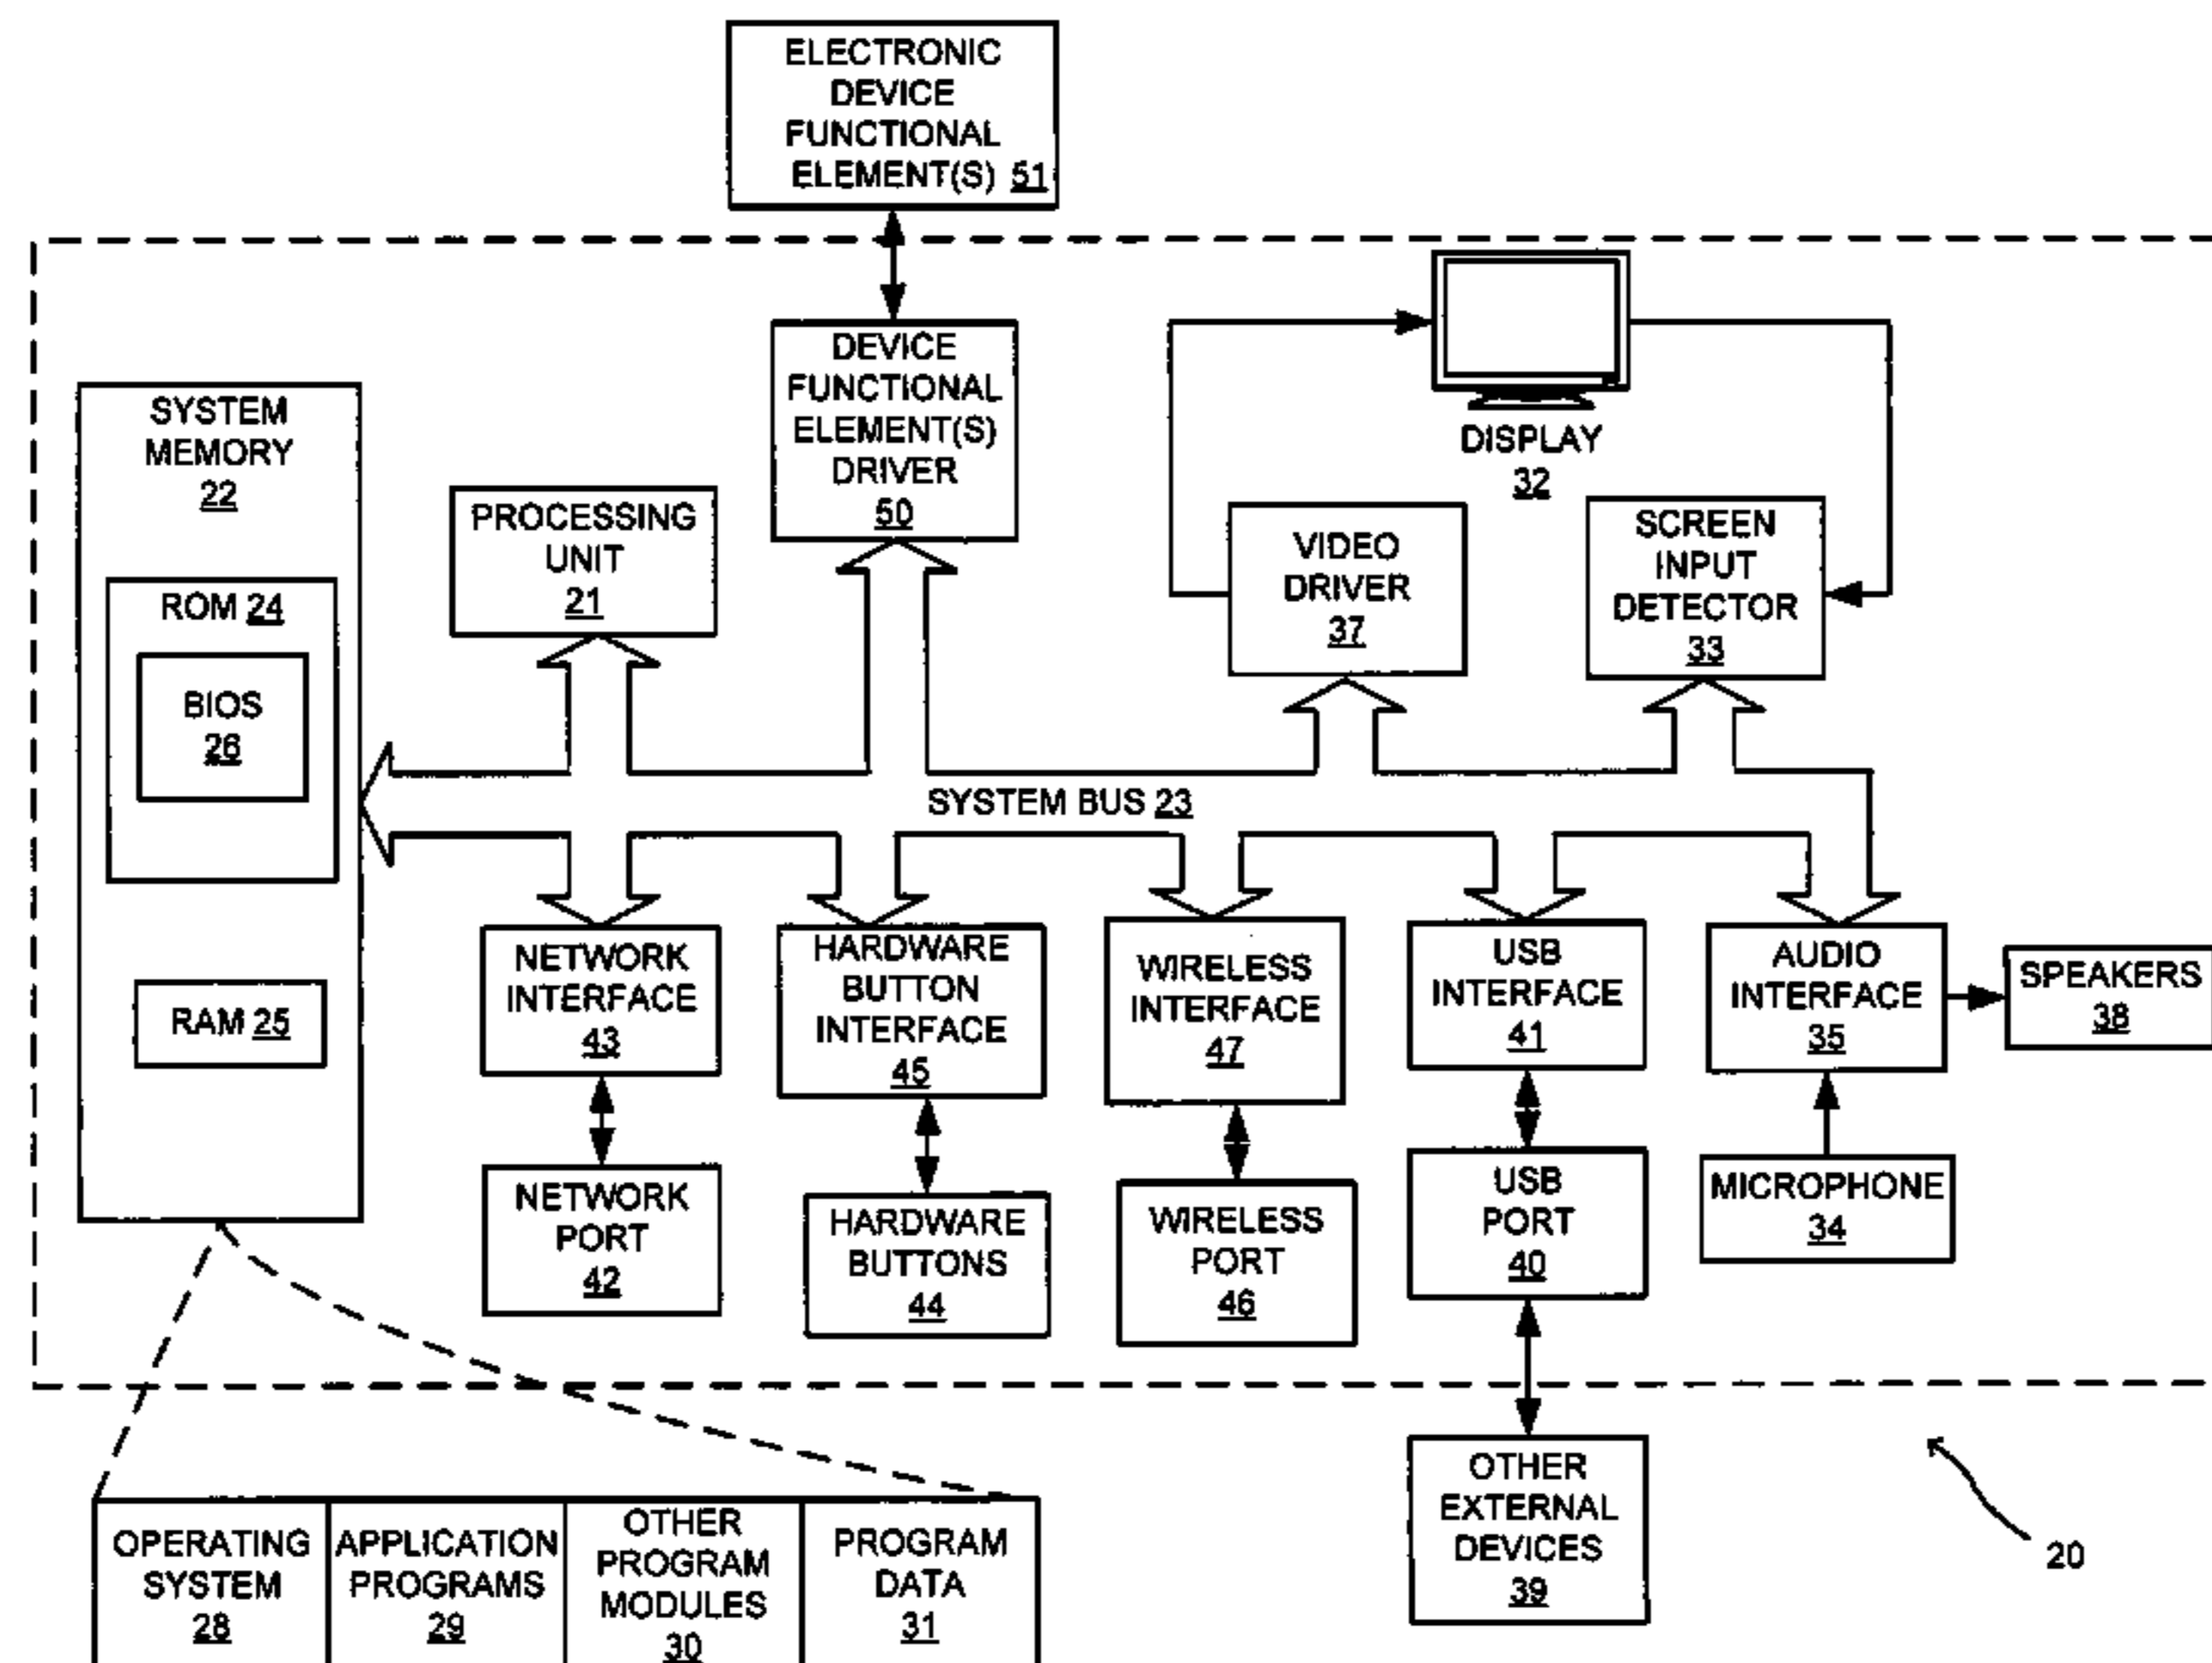 ELECTRONIC
DEVICE
FUNCTIONAL
ELEMENT(S) 51
DEVICE
FUNCTIONAL
ELEMENT(S)
DRIVER
50
DISPLAY
32
SYSTEM
MEMORY
22
ROM 24
BIOS
26
RAM 25
PROCESSING
UNIT
21
VIDEO
DRIVER
37
SCREEN
INPUT
DETECTOR
33
SYSTEM BUS 23
NETWORK
INTERFACE
43
HARDWARE
BUTTON
INTERFACE
45
WIRELESS
INTERFACE
47
USB
INTERFACE
41
AUDIO
INTERFACE
35
SPEAKERS
38
NETWORK
PORT
42
HARDWARE
BUTTONS
44
WIRELESS
PORT
46
USB
PORT
40
MICROPHONE
34
OPERATING
SYSTEM
28
APPLICATION
PROGRAMS
29
OTHER
PROGRAM
MODULES
30
PROGRAM
DATA
31
OTHER
EXTERNAL
DEVICES
39
20